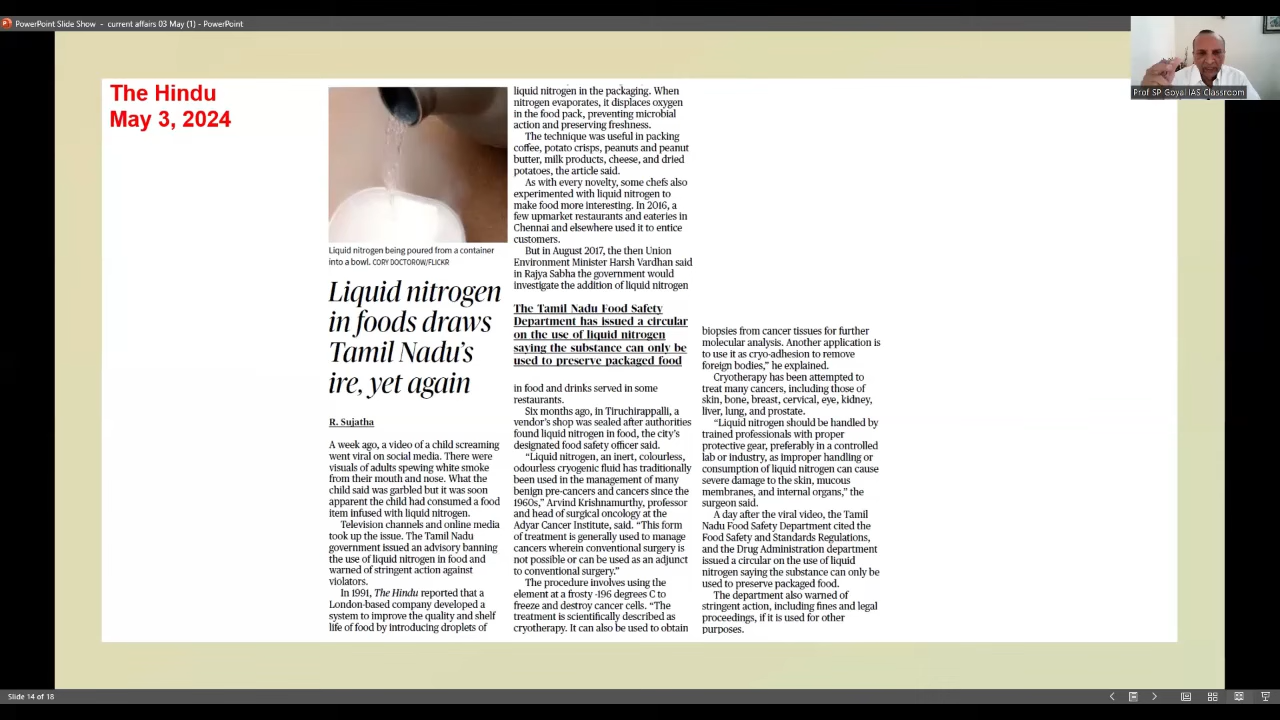 PowerPoint Slide Show - current affairs 03 May (1) - PowerPoint
Prof SP Goyal IAS Classroom
The Hindu
May 3, 2024
Liquid nitrogen being poured from a container
into a bowl. CORY DOCTOROW/FLICKR
Liquid nitrogen
in foods draws
Tamil Nadu's
ire, yet again
R. Sujatha
A week ago, a video of a child screaming
went viral on social media. There were
visuals of adults spewing white smoke
from their mouth and nose. What the
child said was garbled but it was soon
apparent the child had consumed a food
item infused with liquid nitrogen.
Television channels and online media
took up the issue. The Tamil Nadu
government issued an advisory banning
the use of liquid nitrogen in food and
warned of stringent action against
violators.
In 1991, The Hindu reported that a
London-based company developed a
system to improve the quality and shelf
life of food by introducing droplets of
liquid nitrogen in the packaging. When
nitrogen evaporates, it displaces oxygen
in the food pack, preventing microbial
action and preserving freshness.
The technique was useful in packing
coffee, potato crisps, peanuts and peanut
butter, milk products, cheese, and dried
potatoes, the article said.
As with every novelty, some chefs also
experimented with liquid nitrogen to
make food more interesting. In 2016, a
few upmarket restaurants and eateries in
Chennai and elsewhere used it to entice
customers.
But in August 2017, the then Union
Environment Minister Harsh Vardhan said
in Rajya Sabha the government would
investigate the addition of liquid nitrogen
The Tamil Nadu Food Safety
Department has issued a circular
on the use of liquid nitrogen
saying the substance can only be
used to preserve packaged food
in food and drinks served in some
restaurants.
Six months ago, in Tiruchirappalli, a
vendor's shop was sealed after authorities
found liquid nitrogen in food, the city's
designated food safety officer said.
"Liquid nitrogen, an inert, colourless,
odourless cryogenic fluid has traditionally
been used in the management of many
benign pre-cancers and cancers since the
1960s," Arvind Krishnamurthy, professor
and head of surgical oncology at the
Adyar Cancer Institute, said. "This form
of treatment is generally used to manage
cancers wherein conventional surgery is
not possible or can be used as an adjunct
to conventional surgery."
The procedure involves using the
element at a frosty -196 degrees C to
freeze and destroy cancer cells. "The
treatment is scientifically described as
cryotherapy. It can also be used to obtain
biopsies from cancer tissues for further
molecular analysis. Another application is
to use it as cryo-adhesion to remove
foreign bodies," he explained.
Cryotherapy has been attempted to
treat many cancers, including those of
skin, bone, breast, cervical, eye, kidney,
liver, lung, and prostate.
"Liquid nitrogen should be handled by
trained professionals with proper
protective gear, preferably in a controlled
lab or industry, as improper handling or
consumption of liquid nitrogen can cause
severe damage to the skin, mucous
membranes, and internal organs," the
surgeon said.
A day after the viral video, the Tamil
Nadu Food Safety Department cited the
Food Safety and Standards Regulations,
and the Drug Administration department
issued a circular on the use of liquid
nitrogen saying the substance can only be
used to preserve packaged food.
The department also warned of
stringent action, including fines and legal
proceedings, if it is used for other
purposes.
Slide 14 of 18